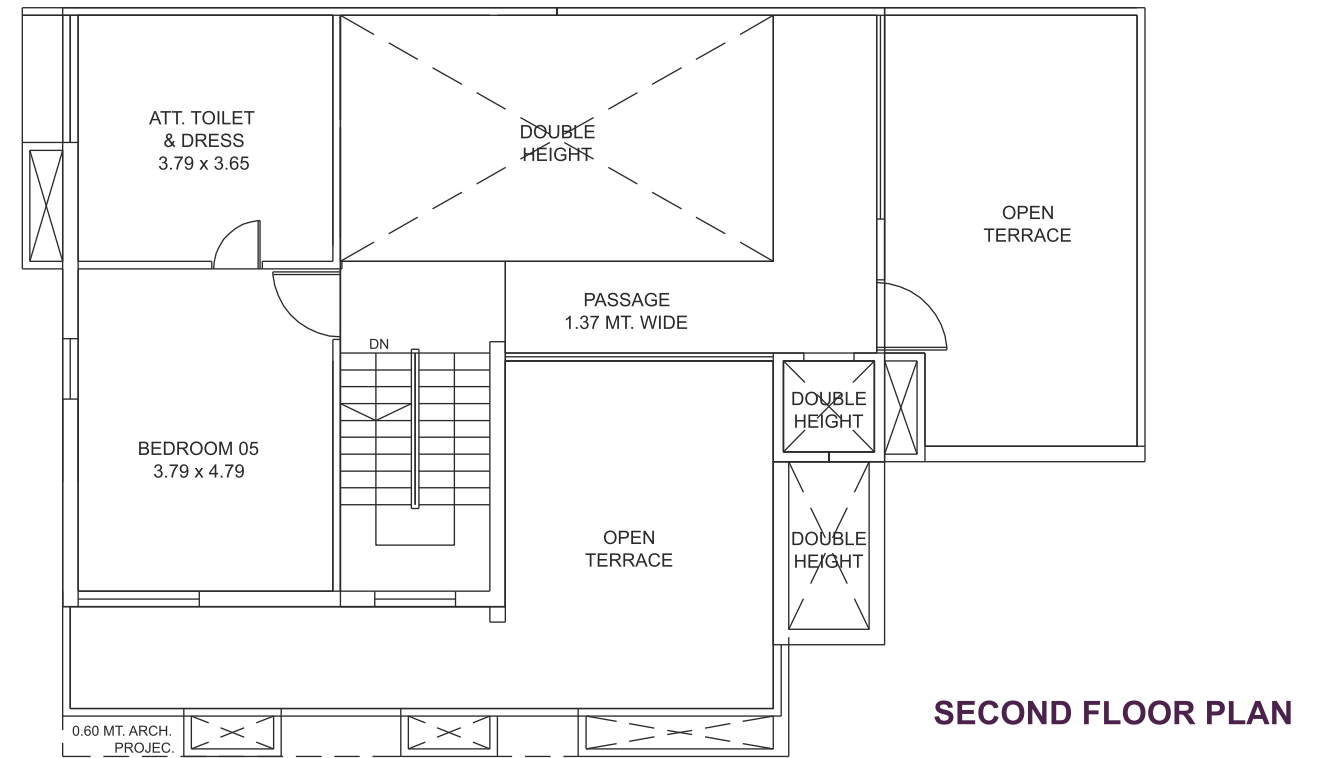 ATT. TOILET
& DRESS
3.79 x 3.65
DOUBLE
HEIGHT
OPEN
TERRACE
PASSAGE
1.37 MT. WIDE
DN
DOUBLE
HEIGHT
BEDROOM 05
3.79 x 4.79
OPEN
TERRACE
DOUBLE
HEIGHT
0.60 MT. ARCH.
PROJEC.
SECOND FLOOR PLAN